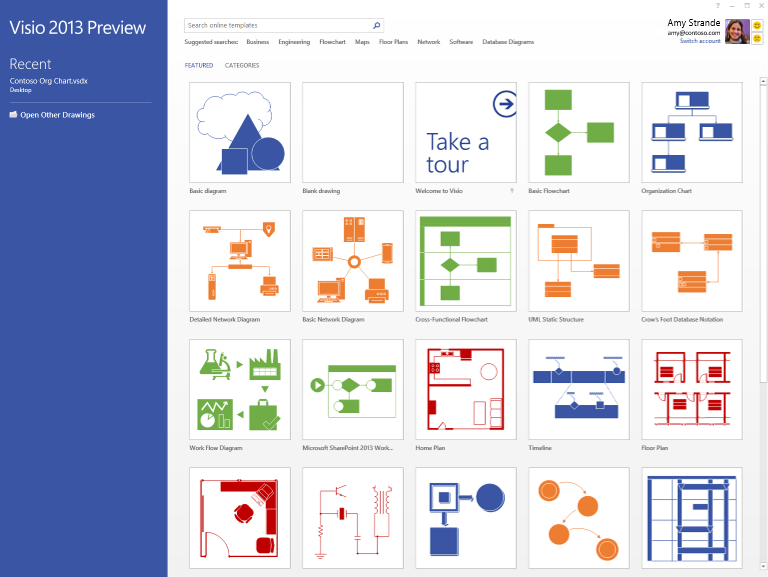 Visio 2013 Preview
Recent
Contoso Org Chart.vsdx
Desktop
Open Other Drawings
Search online templates
Suggested searches: Business Engineering Flowchart Maps Floor Plans Network Software Database Diagrams
Amy Strande
amy@contoso.com
Switch account
FEATURED CATEGORIES
Take a
tour
Basic diagram
Blank drawing
Welcome to Visio
Basic Flowchart
Organization Chart
Detailed Network Diagram
Basic Network Diagram
Cross-Functional Flowchart
UML Static Structure
Crow's Foot Database Notation
Work Flow Diagram
Microsoft SharePoint 2013 Work...
Home Plan
Timeline
Floor Plan